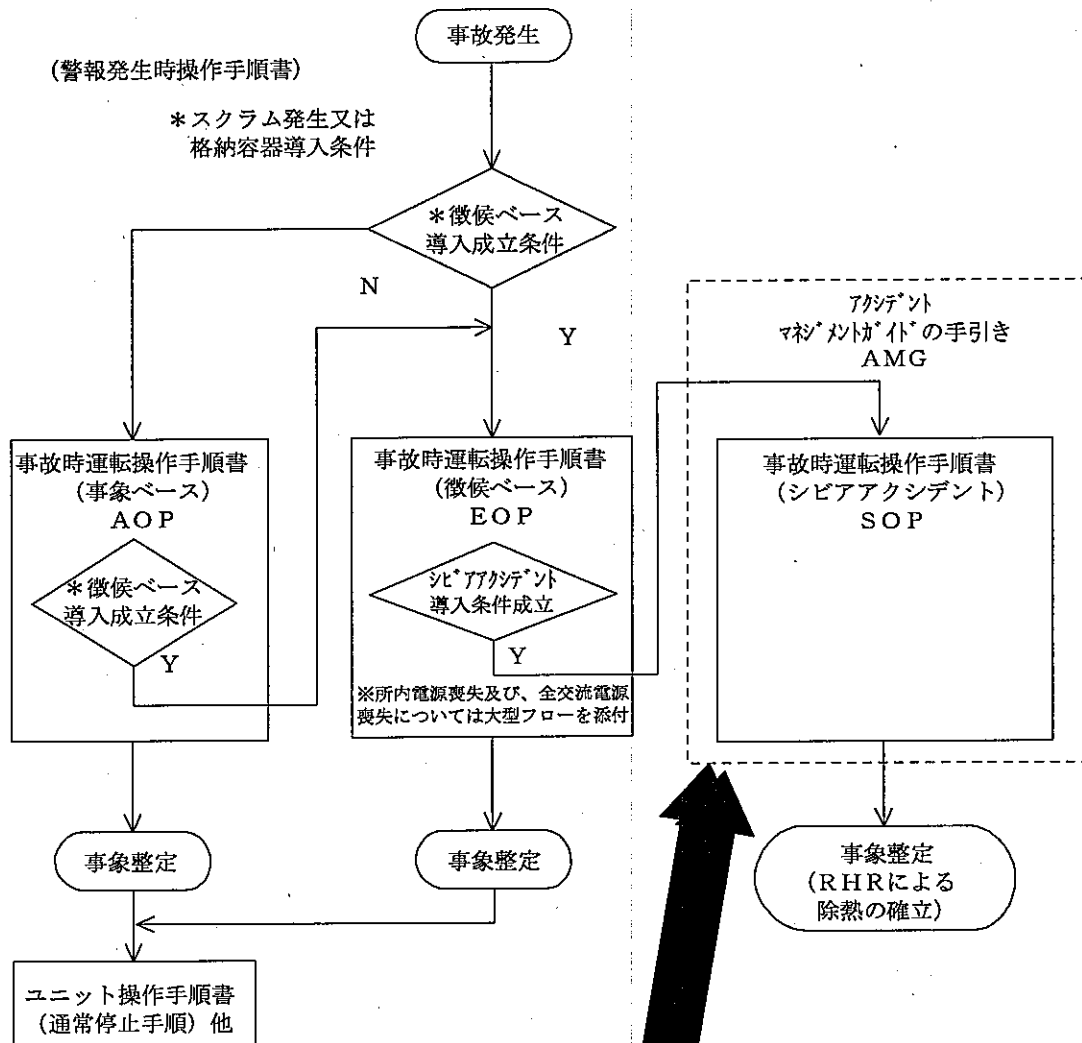 事故発生
(警報発生時操作手順書)
＊スクラム発生又は
格納容器導入条件
＊徴候ベース
導入成立条件
N
Y
ｱｸｼﾃﾞﾝﾄ
ﾏﾈｼﾞﾒﾝﾄｶﾞｲﾄﾞの手引き
ＡＭＧ
事故時運転操作手順書
(事象ベース)
ＡＯＰ
＊徴候ベース
導入成立条件
Y
事故時運転操作手順書
(徴候ベース)
ＥＯＰ
ｼﾋﾞｱｱｸｼﾃﾞﾝﾄ
導入条件成立
Y
※所内電源喪失及び、全交流電源
喪失については大型フローを添付
事故時運転操作手順書
(シビアアクシデント)
ＳＯＰ
事象整定
事象整定
事象整定
(ＲＨＲによる
除熱の確立)
ユニット操作手順書
(通常停止手順) 他